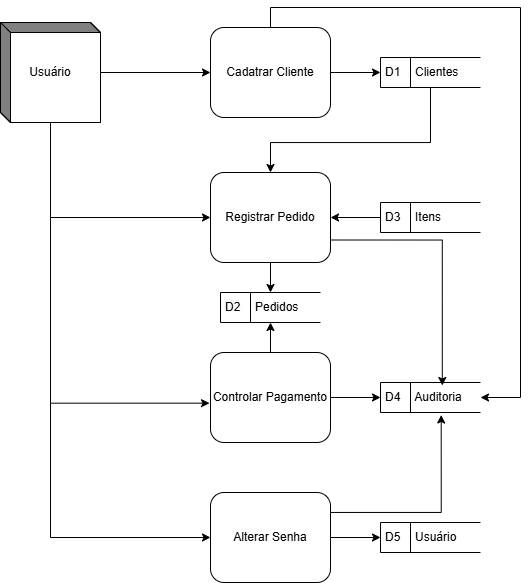 Usuário
Cadatrar Cliente
D1 Clientes
Registrar Pedido
D3 Itens
D2 Pedidos
Controlar Pagamento
D4 Auditoria
Alterar Senha
D5 Usuário